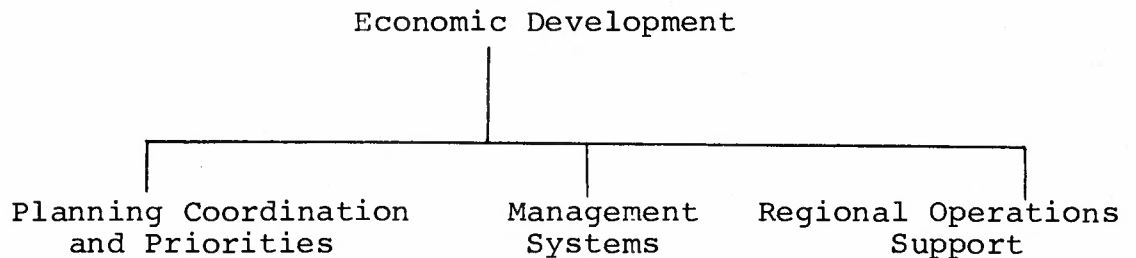 Economic Development
Planning Coordination
and Priorities
Management
Systems
Regional Operations
Support